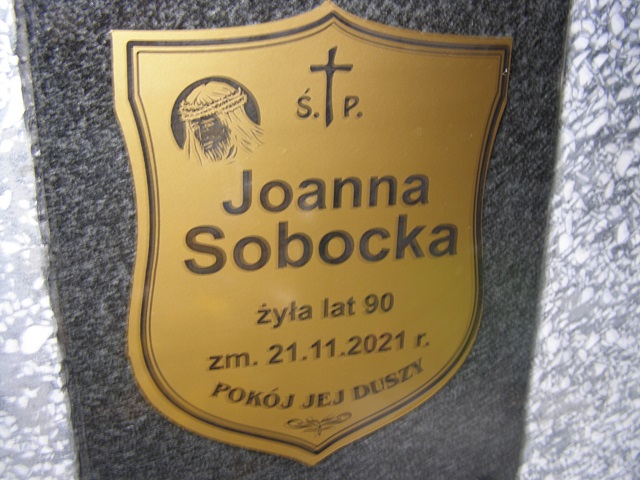 Ś. P.
Joanna
Sobocka
żyła lat 90
zm. 21.11.2021 r.
POKÓJ JEJ DUSZY